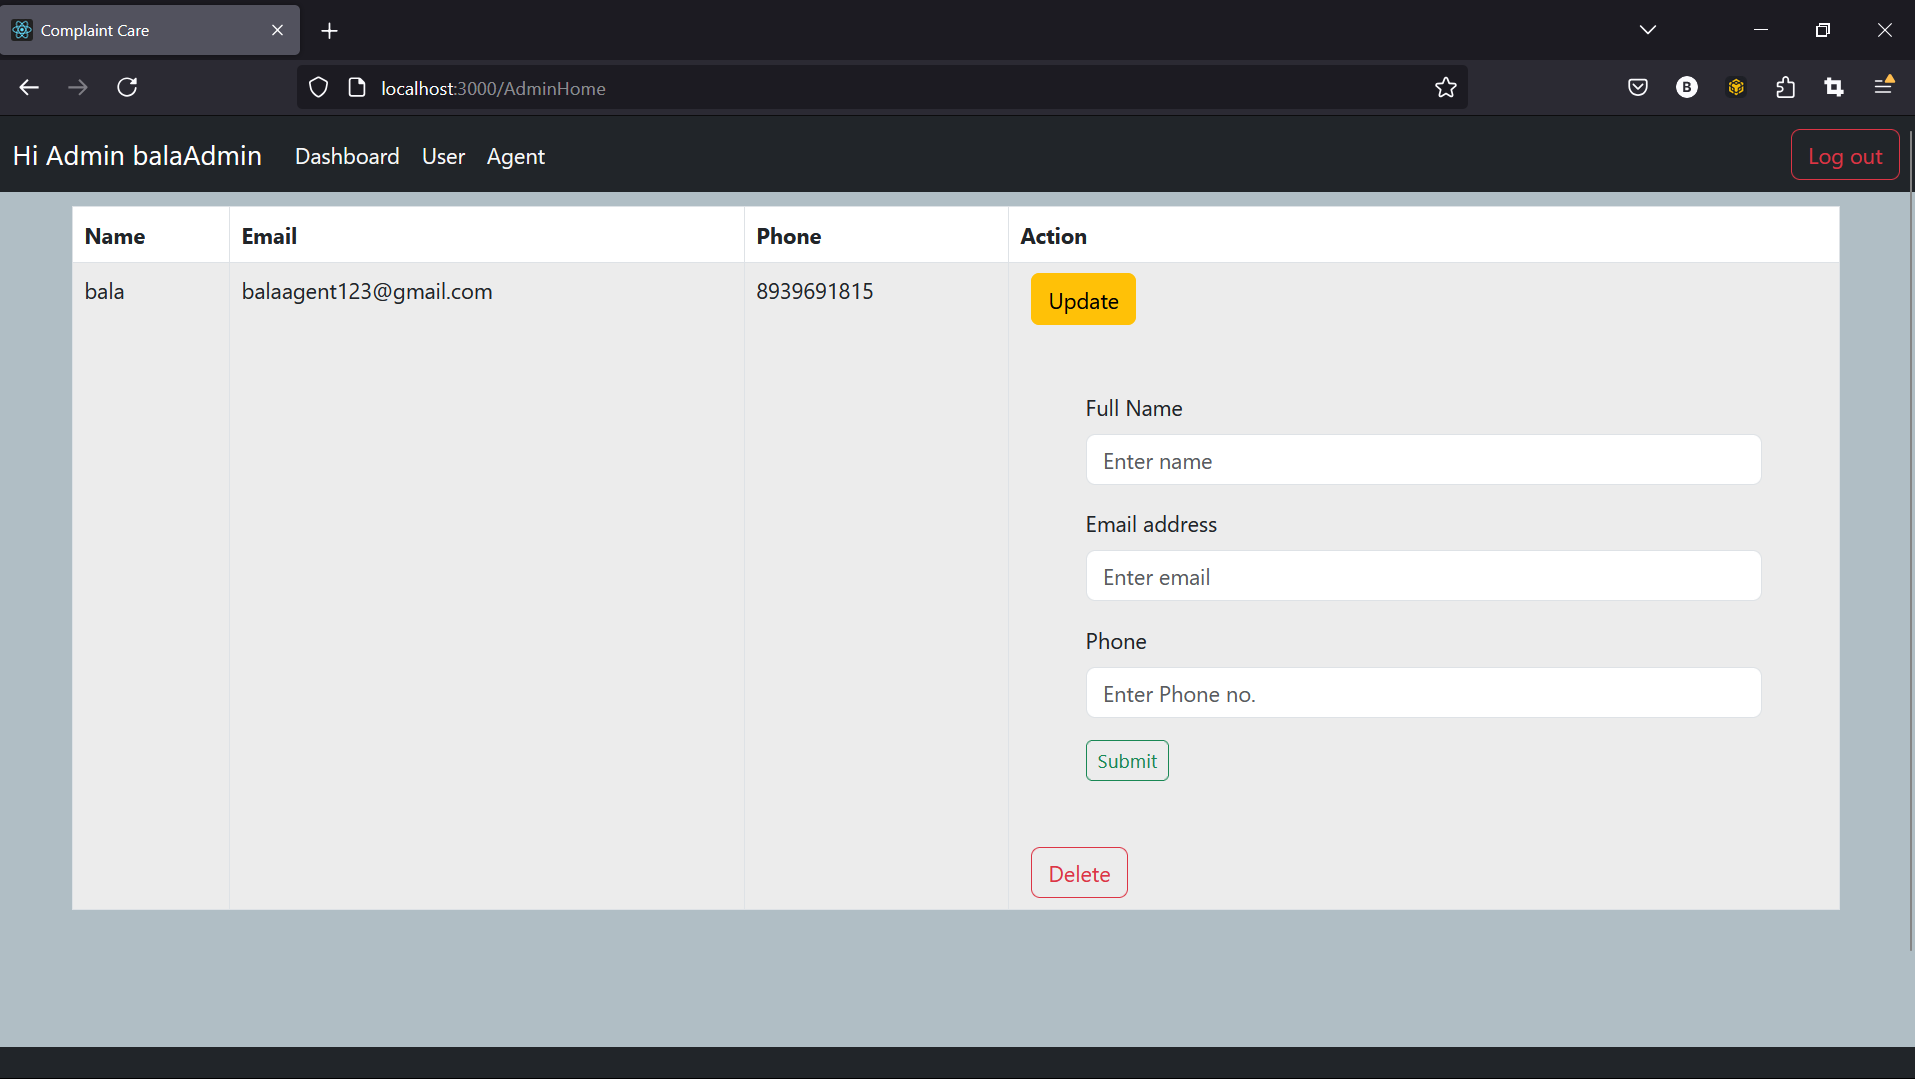 Complaint Care
localhost:3000/AdminHome
B
Hi Admin balaAdmin Dashboard User Agent Log out
Name Email Phone Action
bala balaagent123@gmail.com 8939691815 Update
Full Name
Enter name
Email address
Enter email
Phone
Enter Phone no.
Submit
Delete